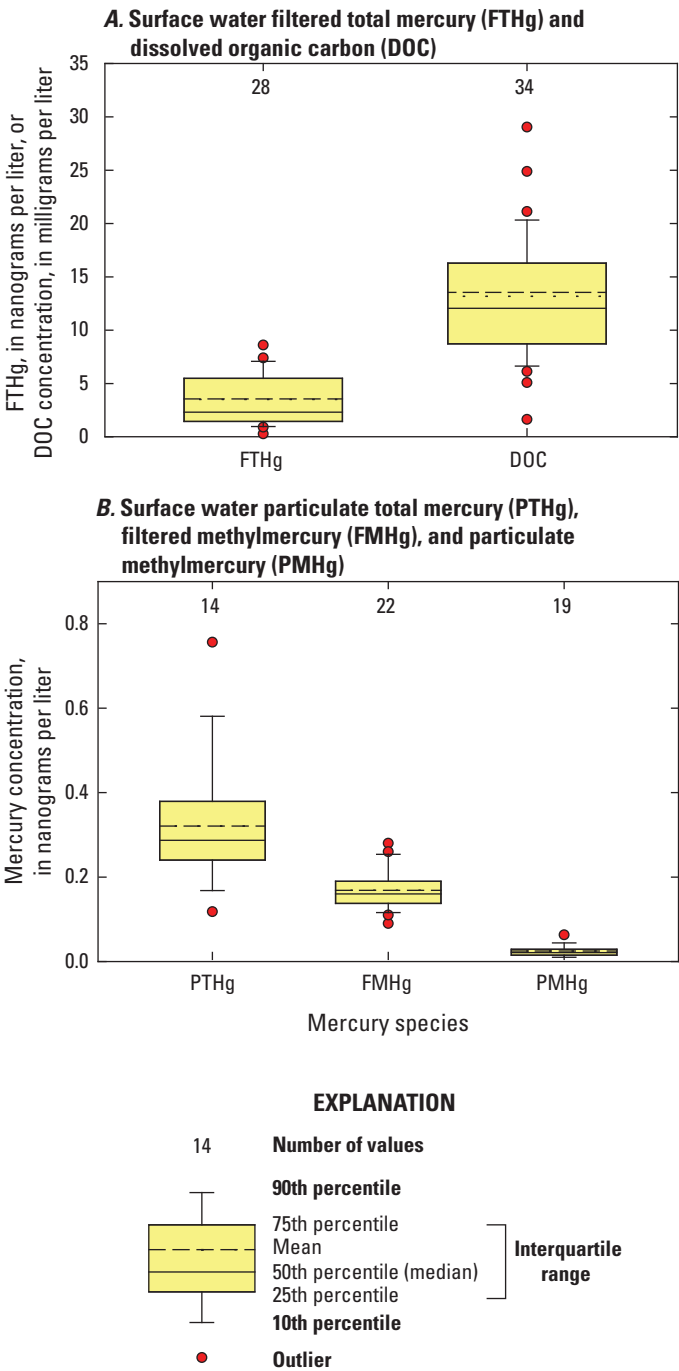 A. Surface water filtered total mercury (FTHg) and
dissolved organic carbon (DOC)
FTHg, in nanograms per liter, or
DOC concentration, in milligrams per liter
35
30
25
20
15
10
5
0
28
34
FTHg
DOC
B. Surface water particulate total mercury (PTHg),
filtered methylmercury (FMHg), and particulate
methylmercury (PMHg)
Mercury concentration,
in nanograms per liter
0.8
0.6
0.4
0.2
0.0
14
22
19
PTHg
FMHg
PMHg
Mercury species
EXPLANATION
14
Number of values
90th percentile
75th percentile
Mean
50th percentile (median)
25th percentile
Interquartile
range
10th percentile
Outlier